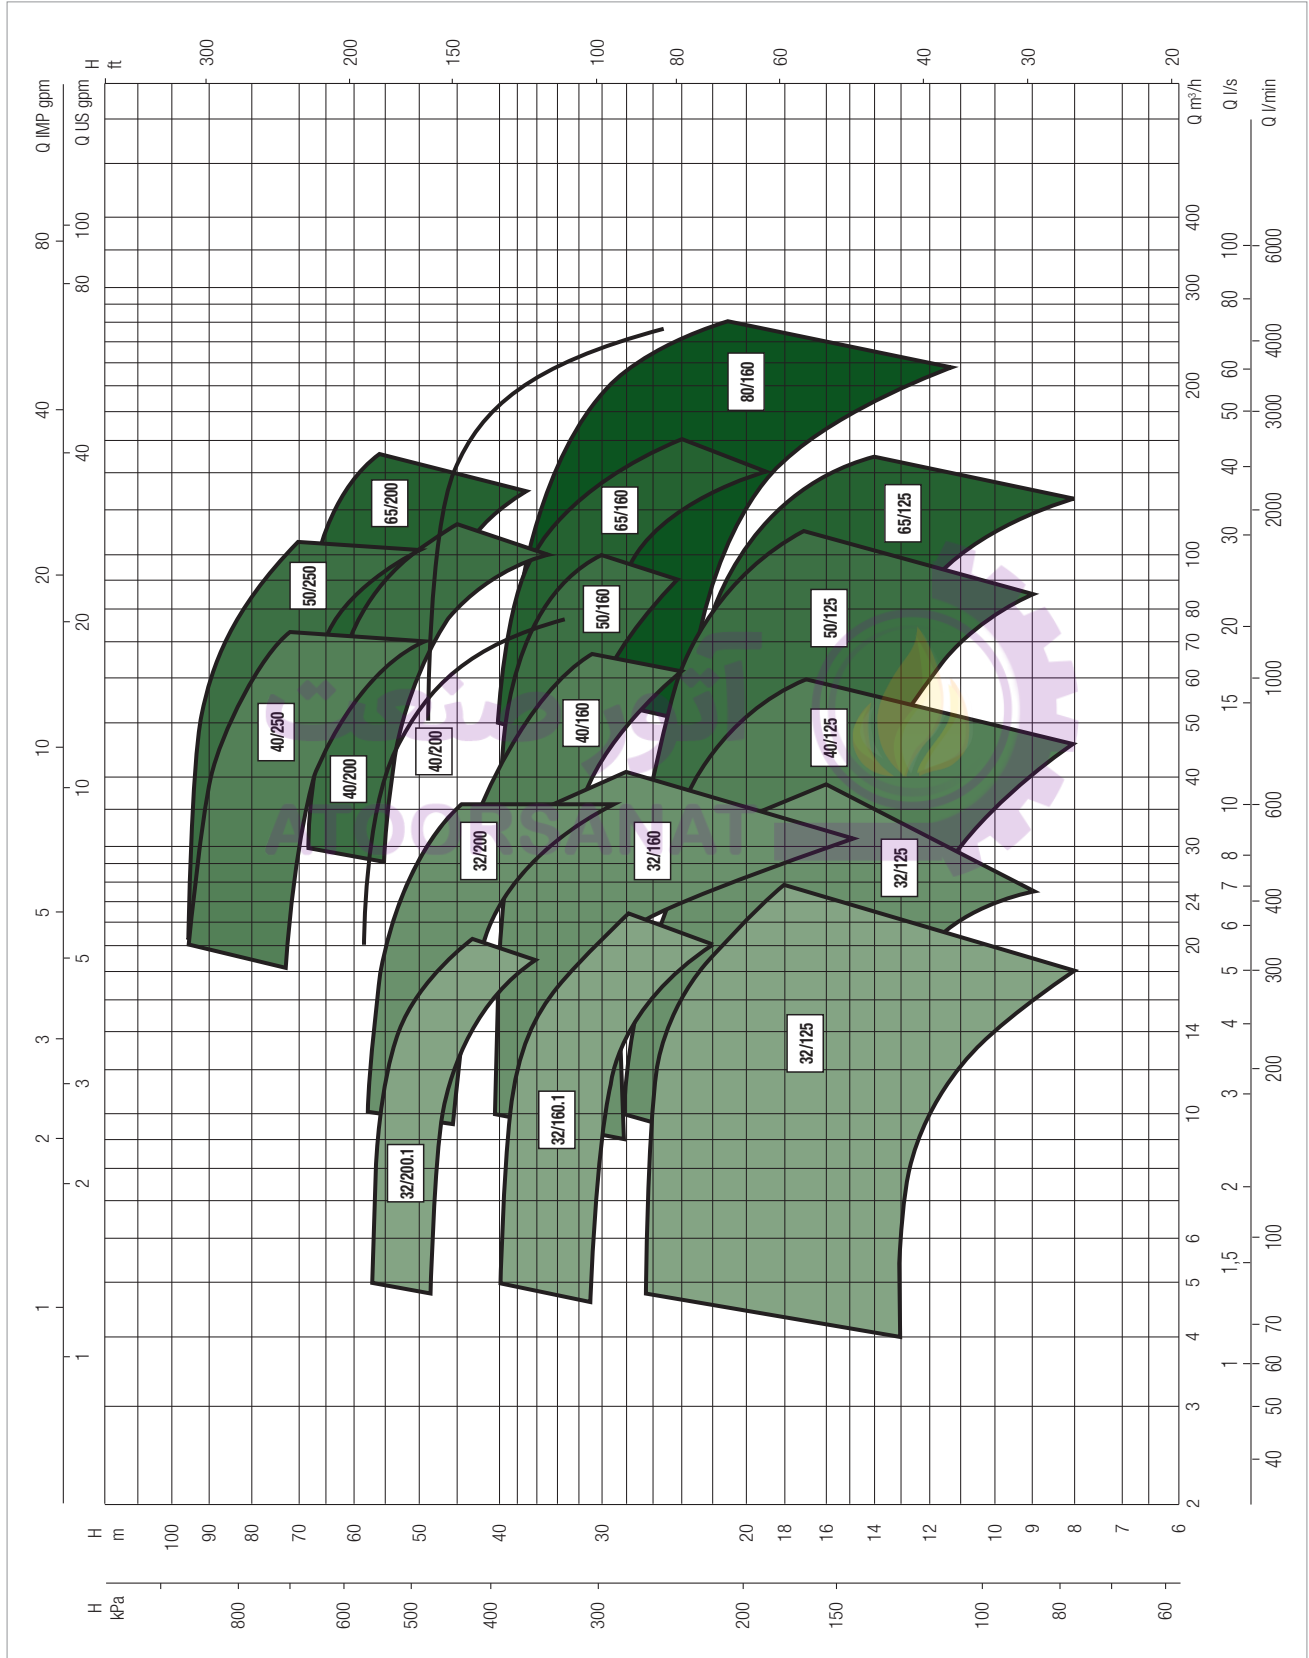 Q IMP gpm
1 2 3 5 10 20 40 80
Q US gpm
1 2 3 5 10 20 40 80 100
H ft
300 200 150 100 80 60 40 30 20
H m
100 90 80 70 60 50 40 30 20 18 16 14 12 10 9 8 7 6
H kPa
800 600 500 400 300 200 150 100 80 60
Q m³/h
2 3 4 5 6 10 14 20 24 30 40 50 60 70 80 100 200 300 400
Q l/s
1 1,5 2 3 4 5 6 7 8 10 15 20 30 40 50 60 80 100
Q l/min
40 50 60 70 100 200 300 400 600 1000 2000 3000 4000 6000
50/250
40/250
65/200
40/200
40/200
32/200
32/200.1
80/160
65/160
50/160
40/160
32/160
32/160.1
65/125
50/125
40/125
32/125
32/125
آتور صنعت
ATOORSANAT